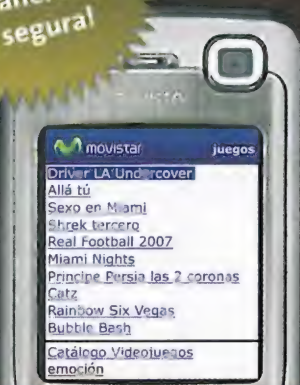 segura!
movistar juegos
Driver LA Undercover
Allá tú
Sexo en Miami
Shrek tercero
Real Football 2007
Miami Nights
Principe Persia las 2 coronas
Catz
Rainbow Six Vegas
Bubble Bash
Catálogo Videojuegos
emoción